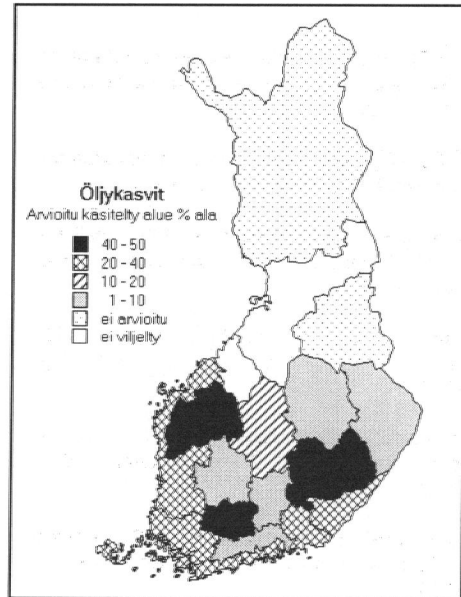 Öljykasvit
Arvioitu käsitelty alue % ala
40 - 50
20 - 40
10 - 20
1 - 10
ei arvioitu
ei viljelty